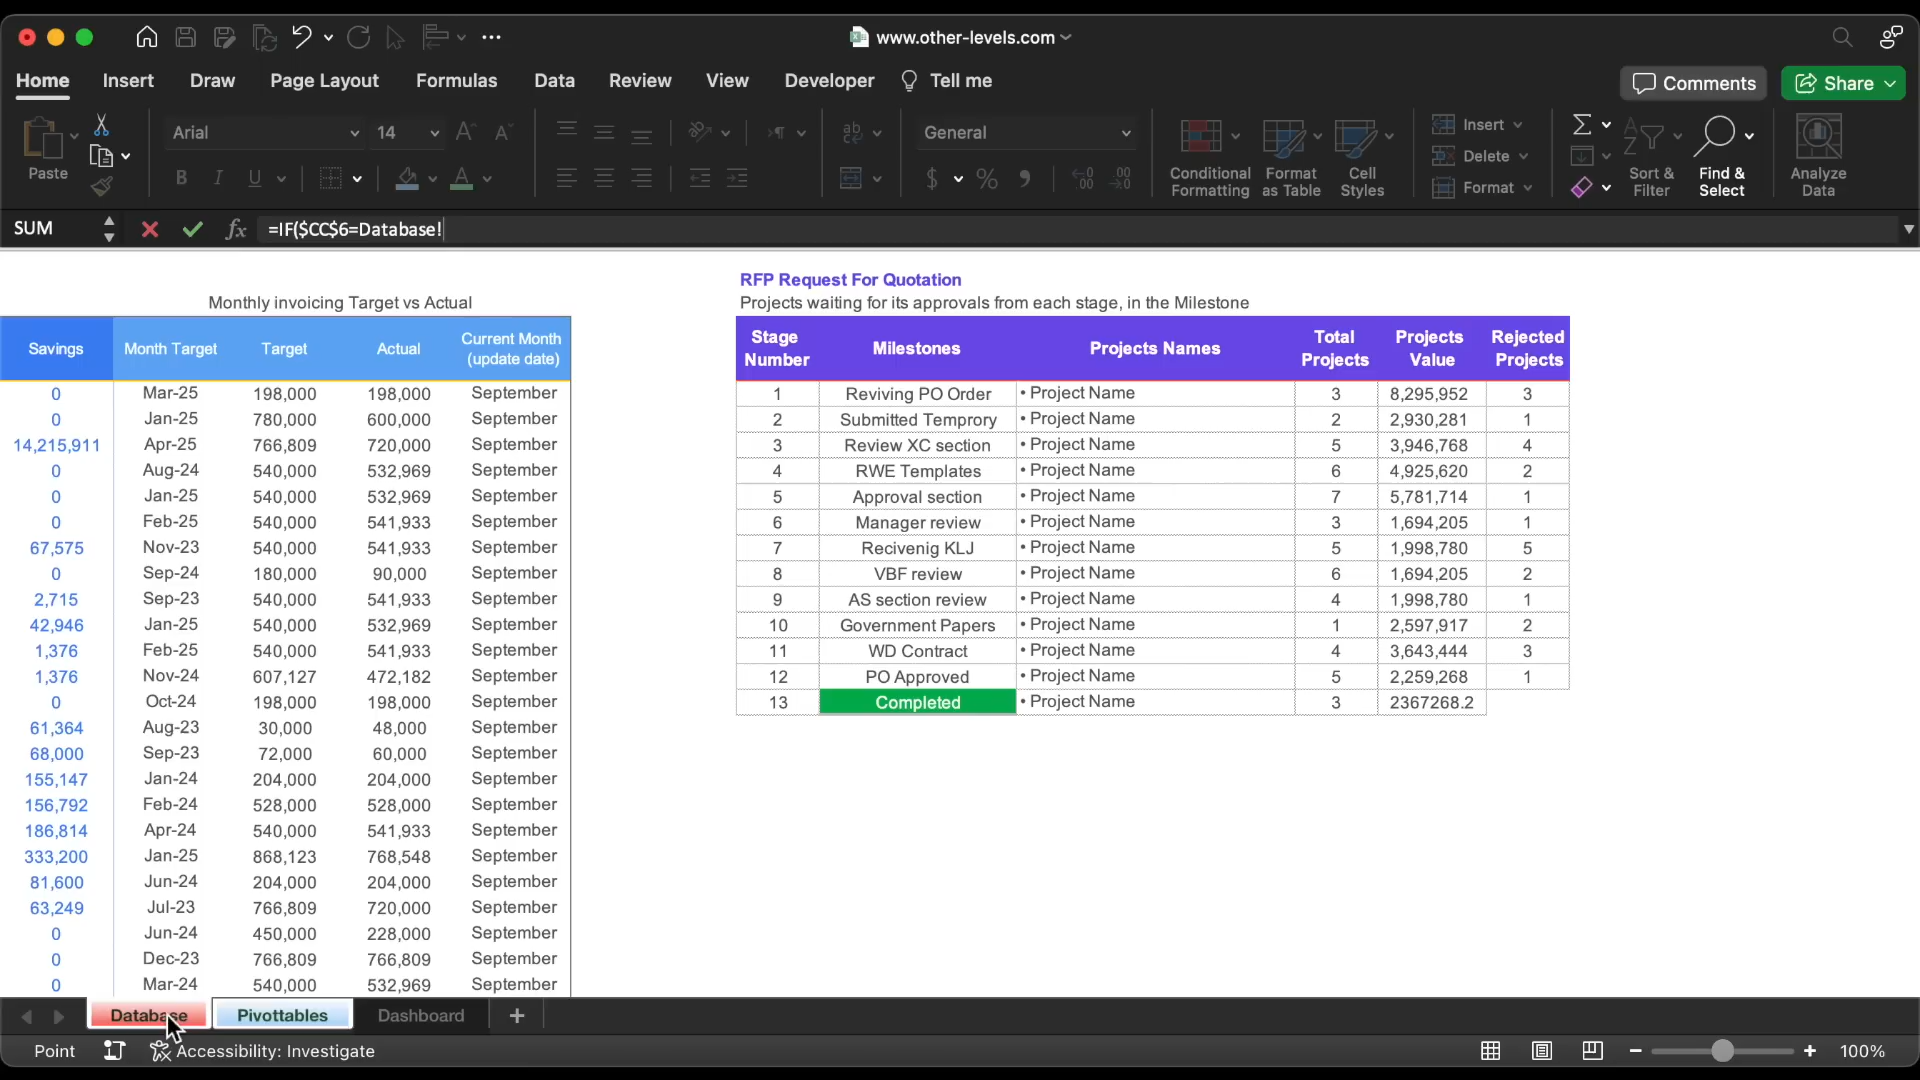 www.other-levels.com
Home Insert Draw Page Layout Formulas Data Review View Developer Tell me Comments Share
Paste
Arial 14
General
Conditional Formatting
Format as Table
Cell Styles
Insert
Delete
Format
Sort & Filter
Find & Select
Analyze Data
SUM fx =IF($CC$6=Database!
Monthly invoicing Target vs Actual
Savings Month Target Target Actual Current Month (update date)
0 Mar-25 198,000 198,000 September
0 Jan-25 780,000 600,000 September
14,215,911 Apr-25 766,809 720,000 September
0 Aug-24 540,000 532,969 September
0 Jan-25 540,000 532,969 September
0 Feb-25 540,000 541,933 September
67,575 Nov-23 540,000 541,933 September
0 Sep-24 180,000 90,000 September
2,715 Sep-23 540,000 541,933 September
42,946 Jan-25 540,000 532,969 September
1,376 Feb-25 540,000 541,933 September
1,376 Nov-24 607,127 472,182 September
0 Oct-24 198,000 198,000 September
61,364 Aug-23 30,000 48,000 September
68,000 Sep-23 72,000 60,000 September
155,147 Jan-24 204,000 204,000 September
156,792 Feb-24 528,000 528,000 September
186,814 Apr-24 540,000 541,933 September
333,200 Jan-25 868,123 768,548 September
81,600 Jun-24 204,000 204,000 September
63,249 Jul-23 766,809 720,000 September
0 Jun-24 450,000 228,000 September
0 Dec-23 766,809 766,809 September
0 Mar-24 540,000 532,969 September
RFP Request For Quotation
Projects waiting for its approvals from each stage, in the Milestone
Stage Number Milestones Projects Names Total Projects Projects Value Rejected Projects
1 Reviving PO Order • Project Name 3 8,295,952 3
2 Submitted Temprory • Project Name 2 2,930,281 1
3 Review XC section • Project Name 5 3,946,768 4
4 RWE Templates • Project Name 6 4,925,620 2
5 Approval section • Project Name 7 5,781,714 1
6 Manager review • Project Name 3 1,694,205 1
7 Recivenig KLJ • Project Name 5 1,998,780 5
8 VBF review • Project Name 6 1,694,205 2
9 AS section review • Project Name 4 1,998,780 1
10 Government Papers • Project Name 1 2,597,917 2
11 WD Contract • Project Name 4 3,643,444 3
12 PO Approved • Project Name 5 2,259,268 1
13 Completed • Project Name 3 2367268.2
Database Pivottables Dashboard
Point Accessibility: Investigate 100%